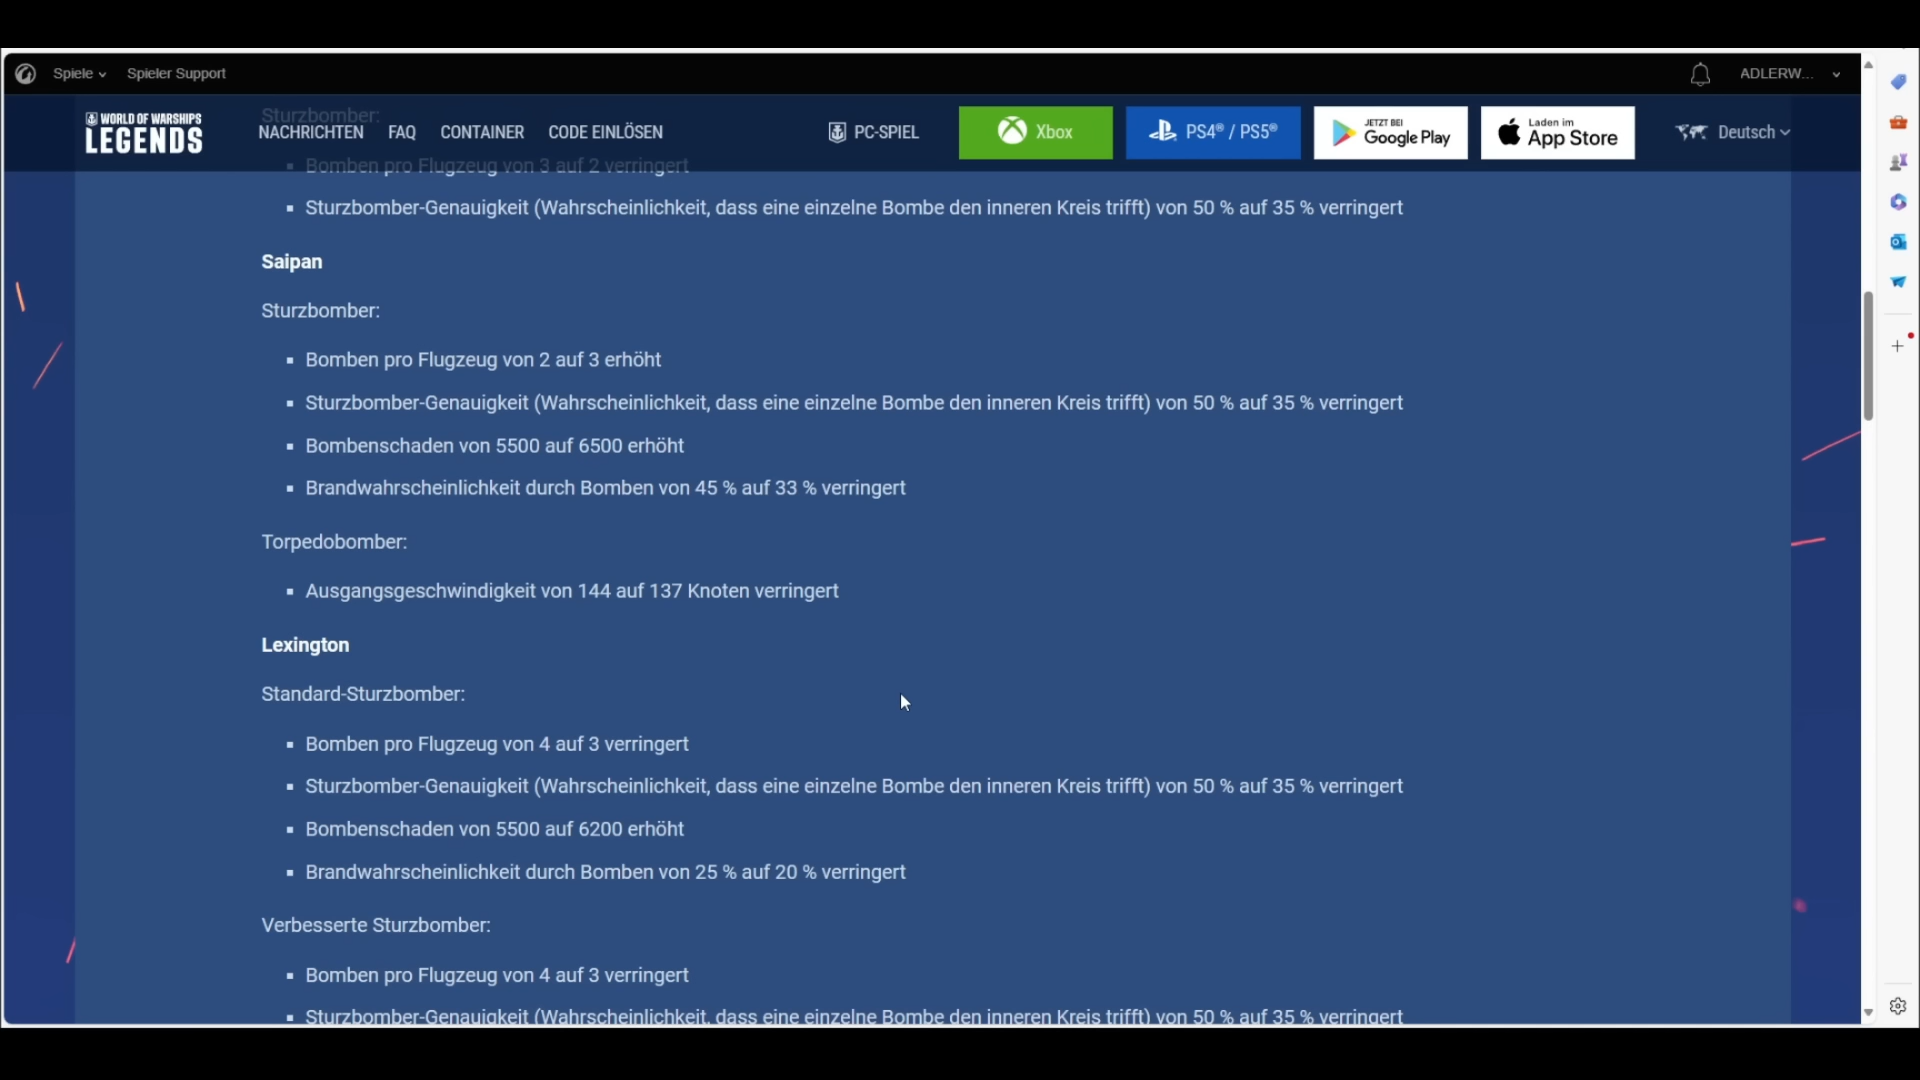 Spiele
Spieler Support
ADLERW...
Sturzbomber:
WORLD OF WARSHIPS
LEGENDS
NACHRICHTEN
FAQ
CONTAINER
CODE EINLÖSEN
PC-SPIEL
Xbox
PS4® / PS5®
JETZT BEI
Google Play
Laden im
App Store
Deutsch
Bomben pro Flugzeug von 3 auf 2 verringert
Sturzbomber-Genauigkeit (Wahrscheinlichkeit, dass eine einzelne Bombe den inneren Kreis trifft) von 50 % auf 35 % verringert
Saipan
Sturzbomber:
Bomben pro Flugzeug von 2 auf 3 erhöht
Sturzbomber-Genauigkeit (Wahrscheinlichkeit, dass eine einzelne Bombe den inneren Kreis trifft) von 50 % auf 35 % verringert
Bombenschaden von 5500 auf 6500 erhöht
Brandwahrscheinlichkeit durch Bomben von 45 % auf 33 % verringert
Torpedobomber:
Ausgangsgeschwindigkeit von 144 auf 137 Knoten verringert
Lexington
Standard-Sturzbomber:
Bomben pro Flugzeug von 4 auf 3 verringert
Sturzbomber-Genauigkeit (Wahrscheinlichkeit, dass eine einzelne Bombe den inneren Kreis trifft) von 50 % auf 35 % verringert
Bombenschaden von 5500 auf 6200 erhöht
Brandwahrscheinlichkeit durch Bomben von 25 % auf 20 % verringert
Verbesserte Sturzbomber:
Bomben pro Flugzeug von 4 auf 3 verringert
Sturzbomber-Genauigkeit (Wahrscheinlichkeit, dass eine einzelne Bombe den inneren Kreis trifft) von 50 % auf 35 % verringert